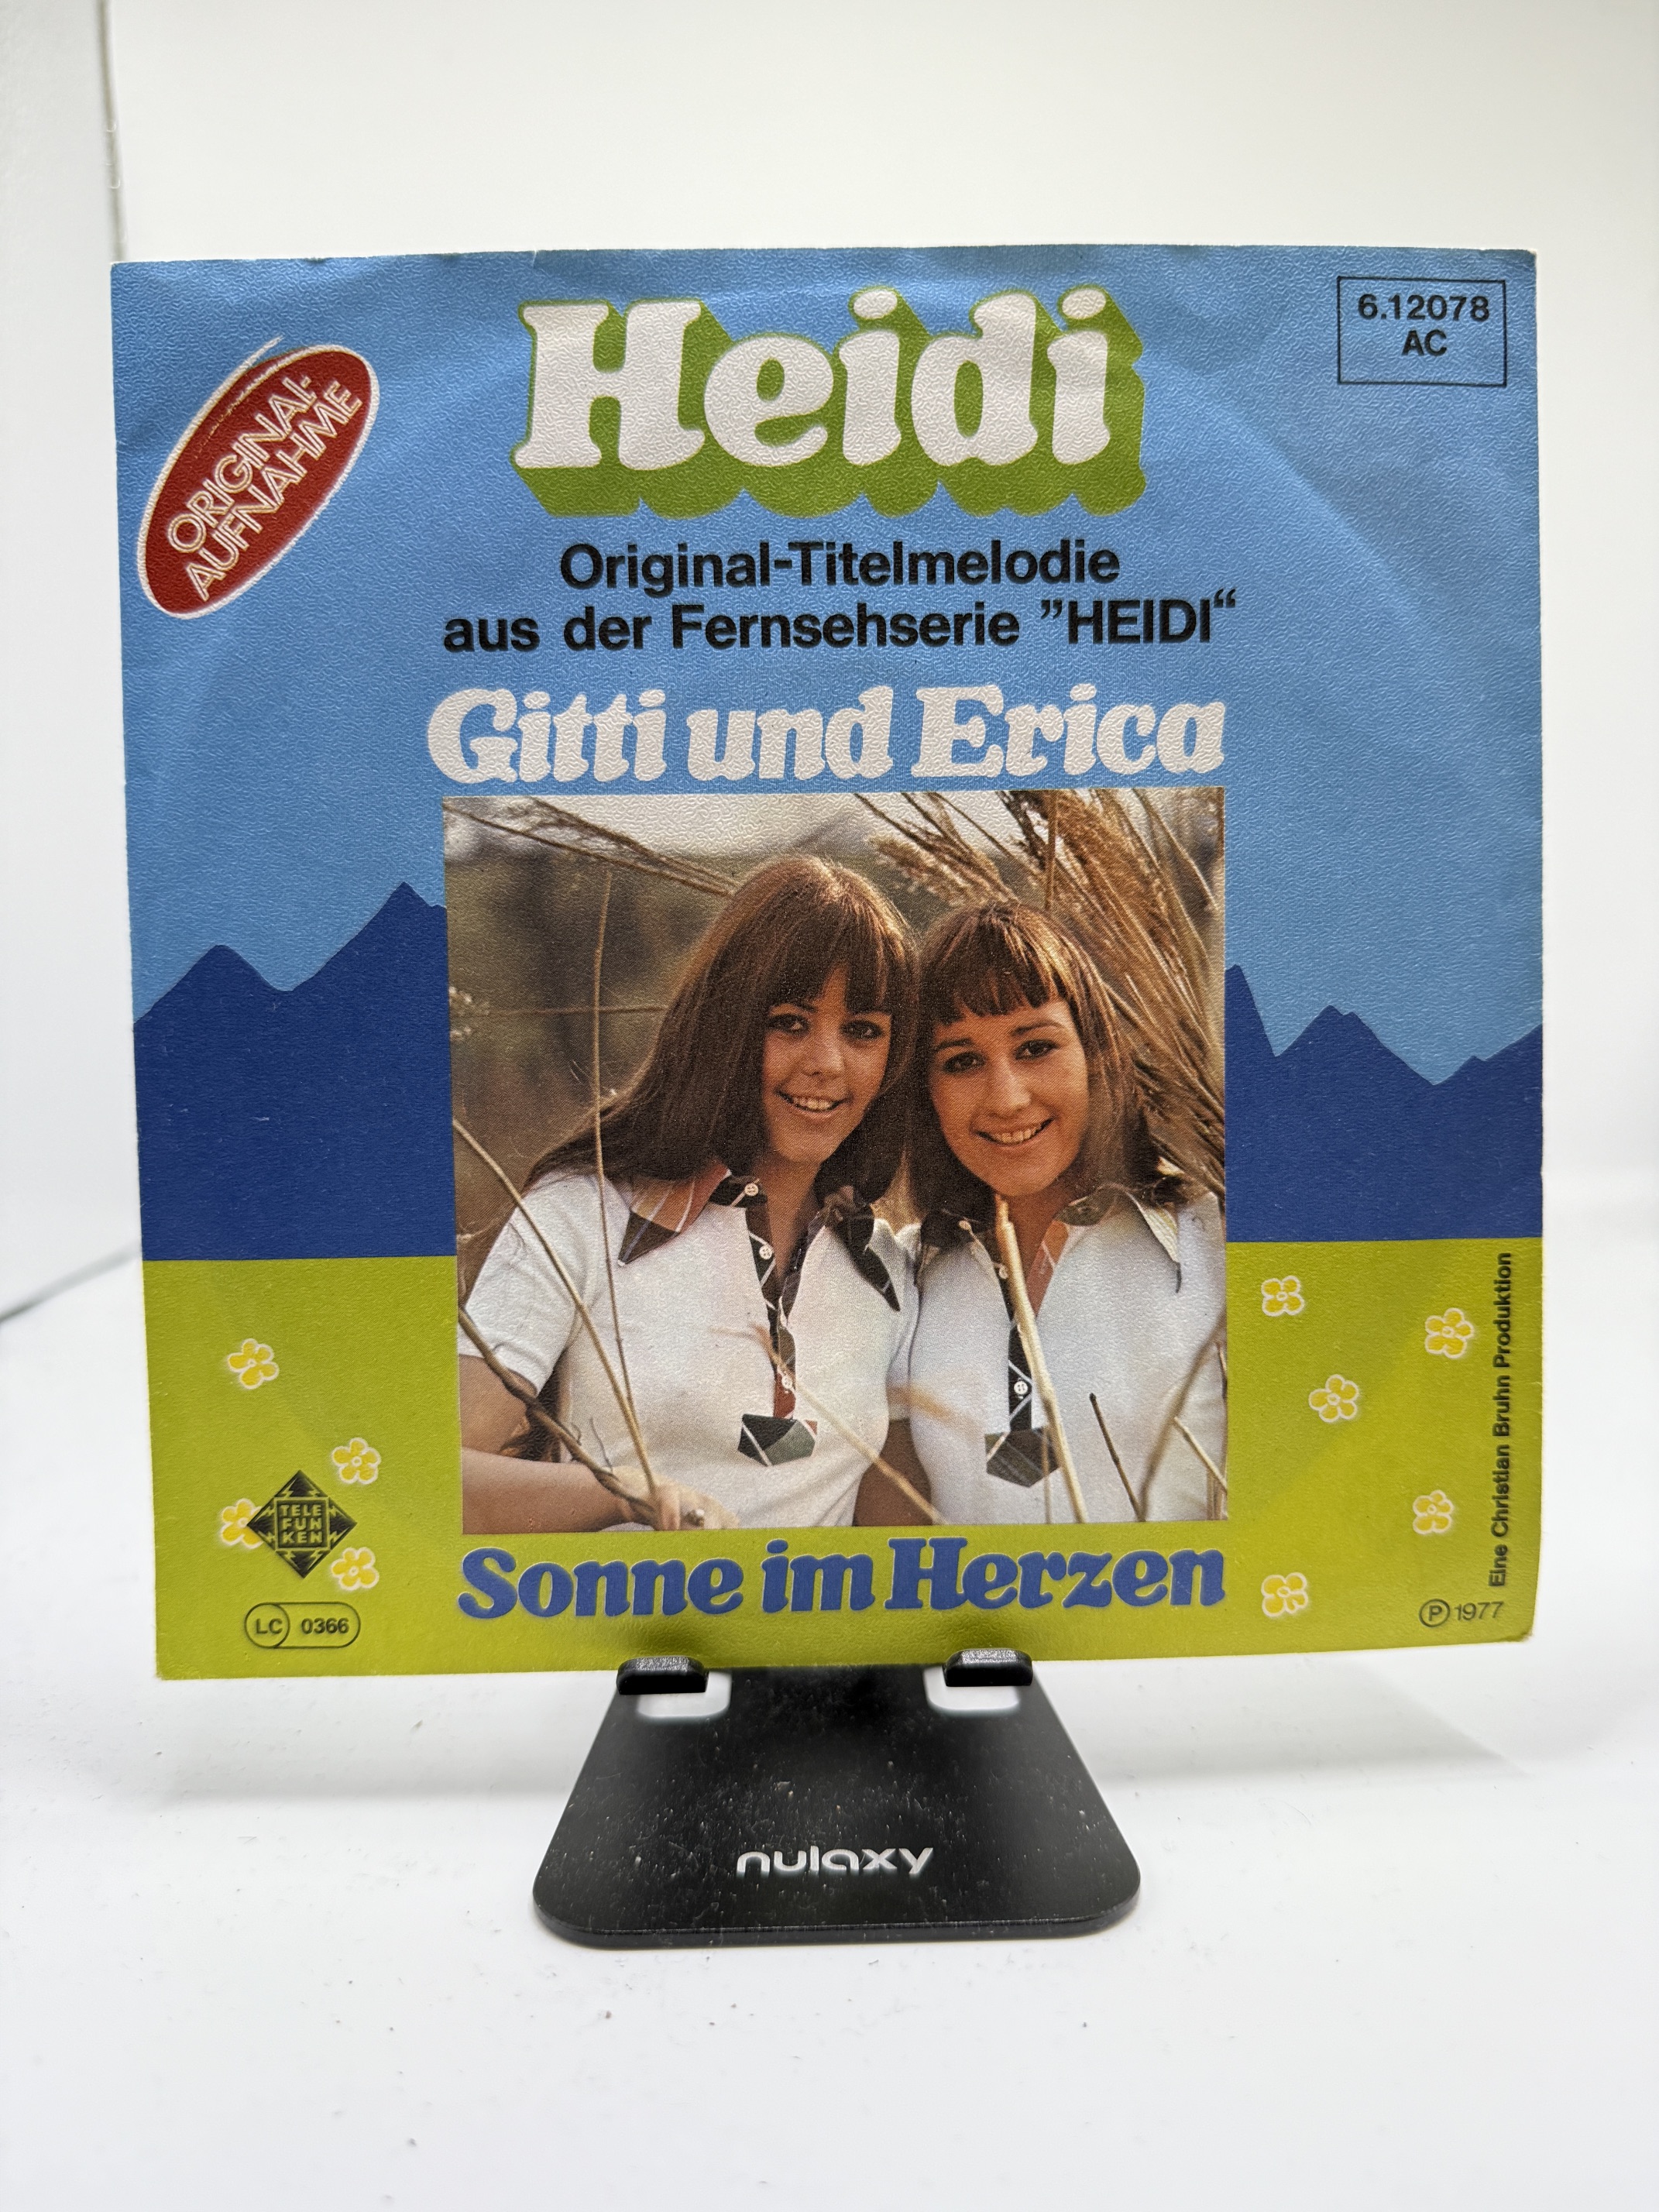 Heidi
6.12078
AC
ORIGINAL-
AUFNAHME
Original-Titelmelodie
aus der Fernsehserie ”HEIDI“
Gitti und Erica
Sonne im Herzen
TELE
FUN
KEN
LC 0366
Eine Christian Bruhn Produktion
Ⓟ 1977
nulaxy